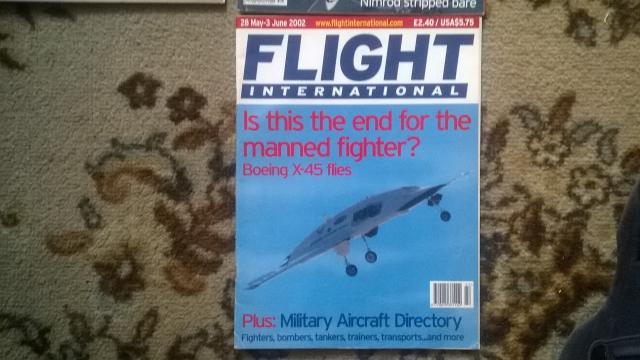 Nimrod stripped bare
28 May-3 June 2002 www.flightinternational.com £2.40 / USA$5.75
FLIGHT
INTERNATIONAL
Is this the end for the
manned fighter?
Boeing X-45 flies
Plus: Military Aircraft Directory
Fighters, bombers, tankers, trainers, transports...and more